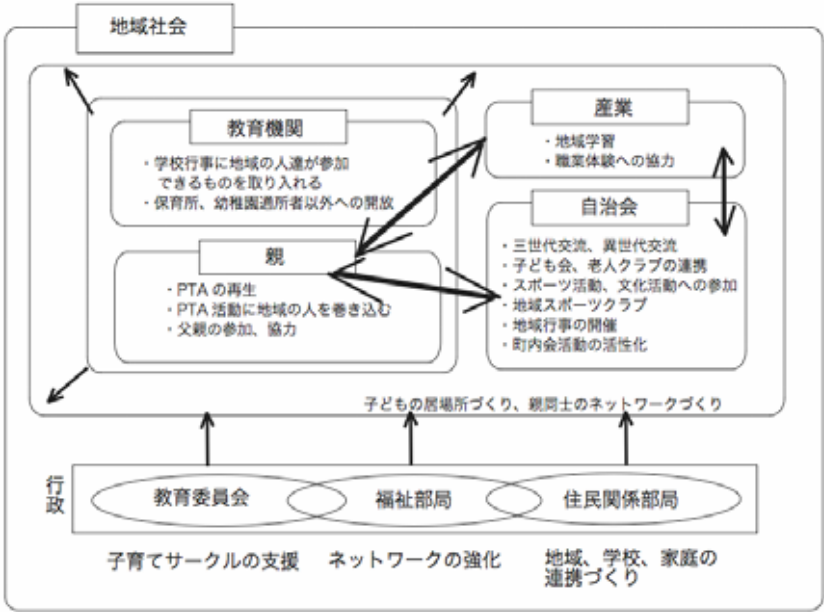 地域社会
教育機関
・学校行事に地域の人達が参加
できるものを取り入れる
・保育所、幼稚園通所者以外への開放
親
・PTA の再生
・PTA 活動に地域の人を巻き込む
・父親の参加、協力
産業
・地域学習
・職業体験への協力
自治会
・三世代交流、異世代交流
・子ども会、老人クラブの連携
・スポーツ活動、文化活動への参加
・地域スポーツクラブ
・地域行事の開催
・町内会活動の活性化
子どもの居場所づくり、親同士のネットワークづくり
行政
教育委員会
福祉部局
住民関係部局
子育てサークルの支援
ネットワークの強化
地域、学校、家庭の
連携づくり